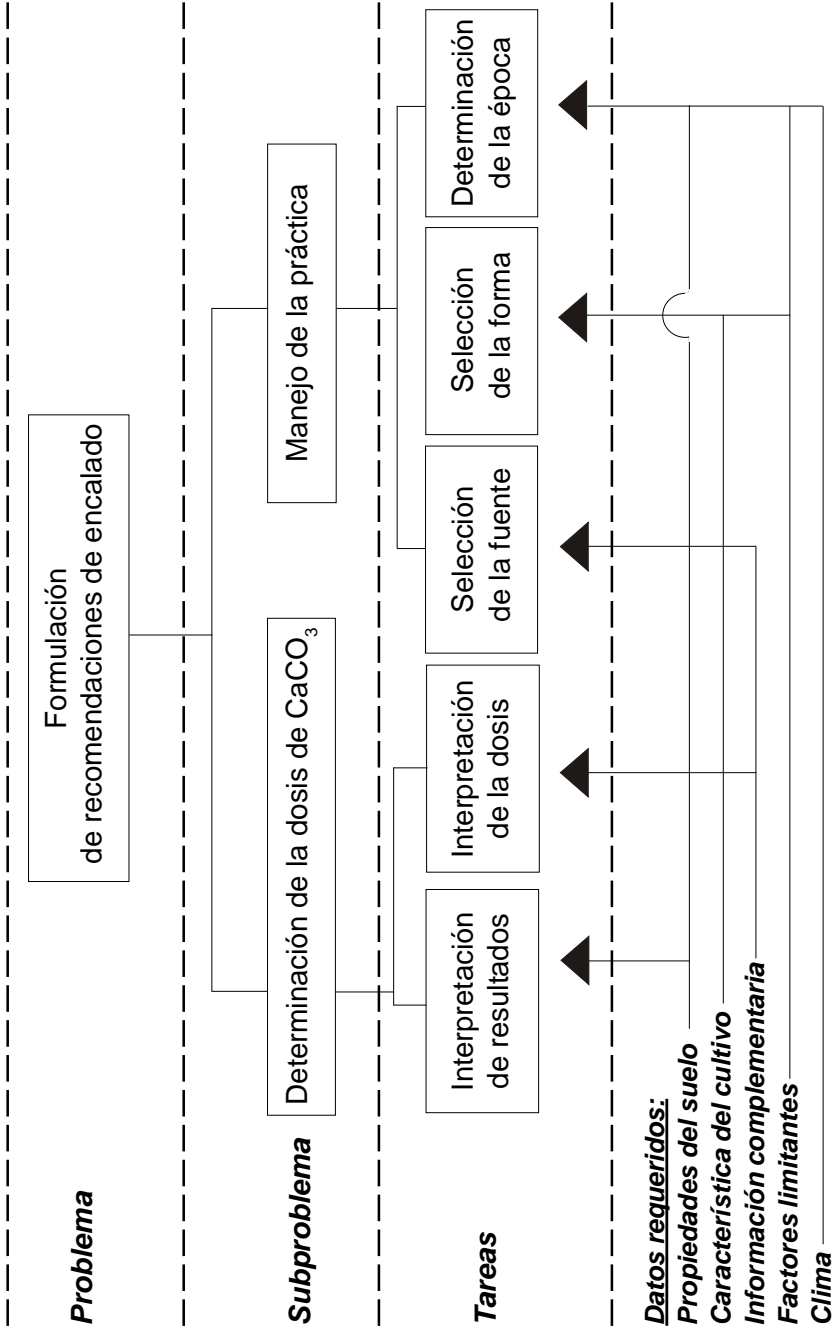 Problema
Formulación
de recomendaciones de encalado
Subproblema
Determinación de la dosis de CaCO₃
Manejo de la práctica
Tareas
Interpretación
de resultados
Interpretación
de la dosis
Selección
de la fuente
Selección
de la forma
Determinación
de la época
Datos requeridos:
Propiedades del suelo
Característica del cultivo
Información complementaria
Factores limitantes
Clima